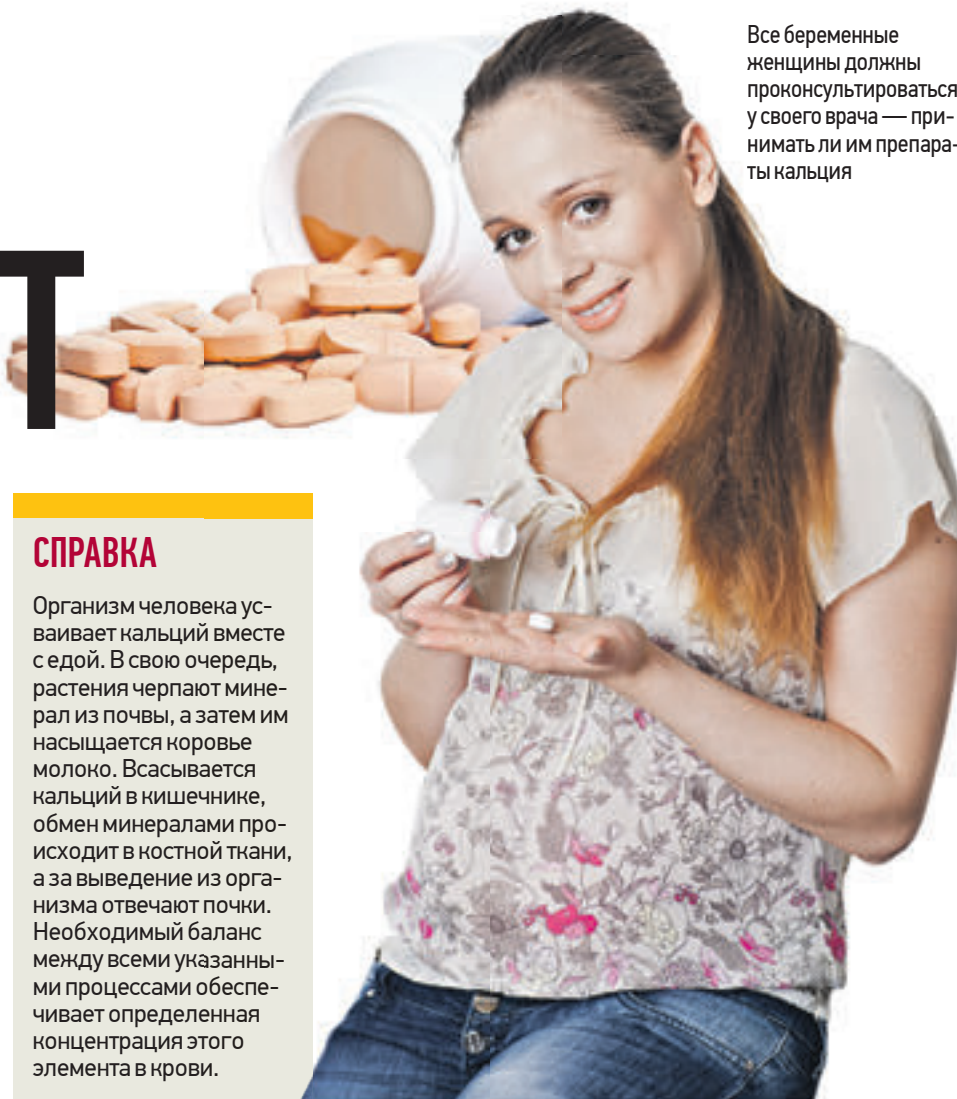 Все беременные
женщины должны
проконсультироваться
у своего врача — при-
нимать ли им препара-
ты кальция
Т
СПРАВКА
Организм человека ус-
ваивает кальций вместе
с едой. В свою очередь,
растения черпают мине-
рал из почвы, а затем им
насыщается коровье
молоко. Всасывается
кальций в кишечнике,
обмен минералами про-
исходит в костной ткани,
а за выведение из орга-
низма отвечают почки.
Необходимый баланс
между всеми указанны-
ми процессами обеспе-
чивает определенная
концентрация этого
элемента в крови.